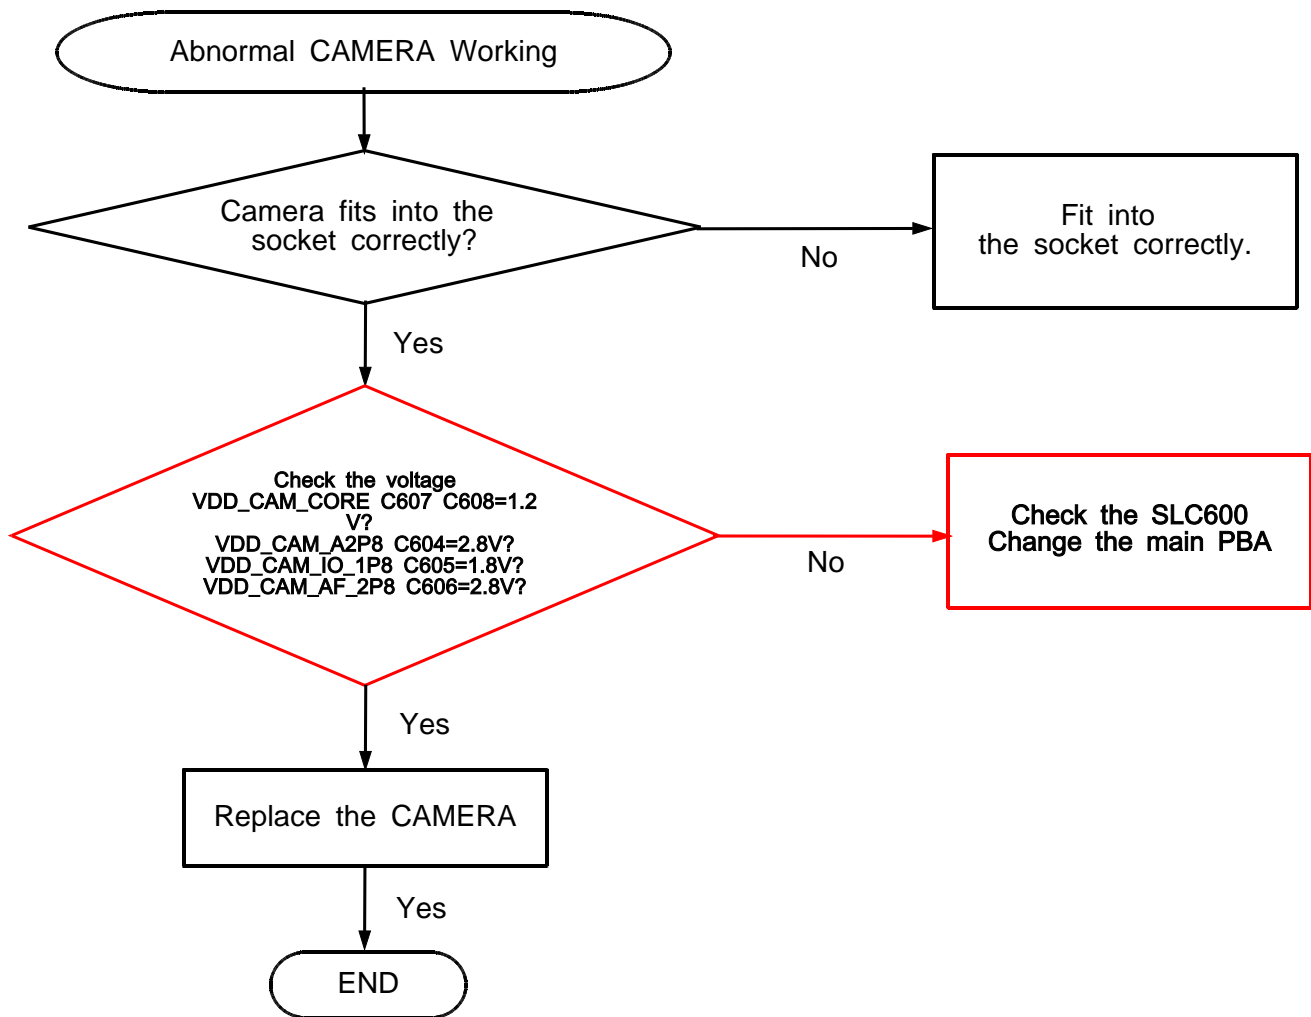 Abnormal CAMERA Working
Camera fits into the
socket correctly?
No
Fit into
the socket correctly.
Yes
Check the voltage
VDD_CAM_CORE C607 C608=1.2
V?
VDD_CAM_A2P8 C604=2.8V?
VDD_CAM_IO_1P8 C605=1.8V?
VDD_CAM_AF_2P8 C606=2.8V?
No
Check the SLC600
Change the main PBA
Yes
Replace the CAMERA
Yes
END